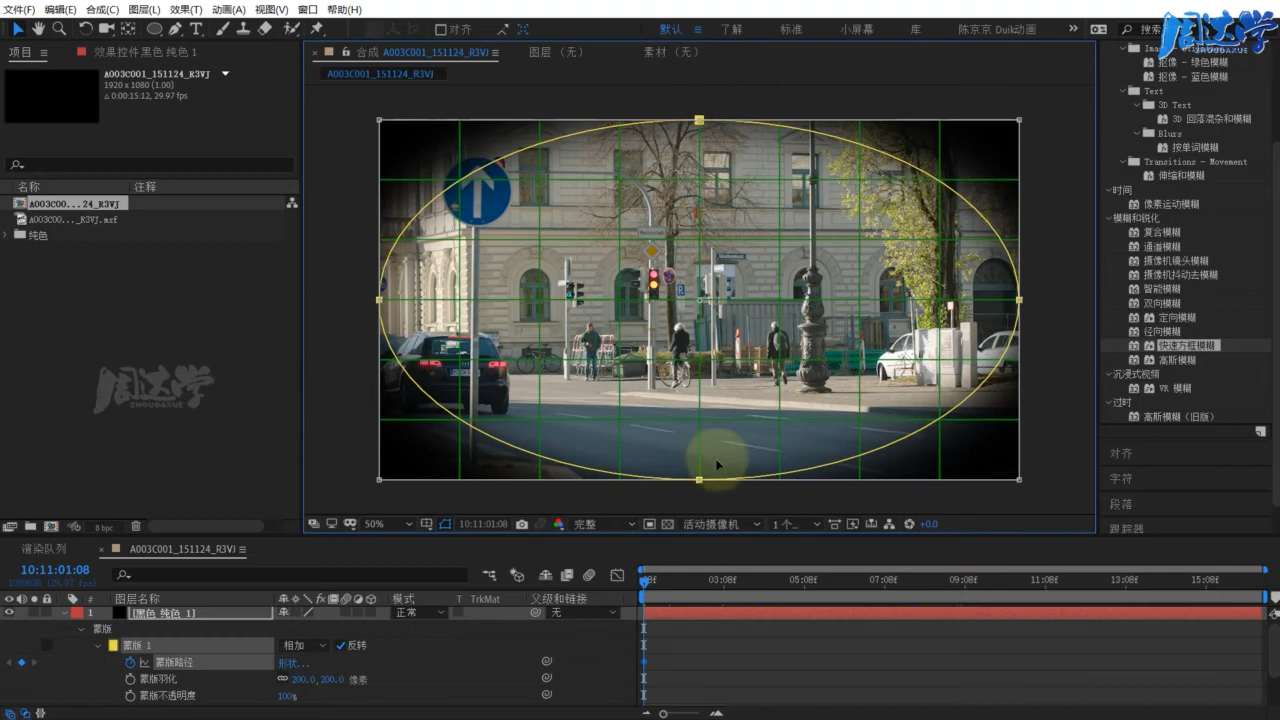 文件(F) 编辑(E) 合成(C) 图层(L) 效果(T) 动画(A) 视图(V) 窗口 帮助(H)
对齐 默认 了解 标准 小屏幕 库 陈京京 Duik动画 搜索
周达学
ZHOUDAXUE
项目 效果控件 黑色 纯色 1
A003C001_151124_R3VJ
1920 x 1080 (1.00)
Δ 0:00:15:12, 29.97 fps
名称 注释
A003C00...24_R3VJ
A003C00..._R3VJ.mxf
纯色
周达学
ZHOUDAXUE
8 bpc
合成 A003C001_151124_R3VJ 图层 (无) 素材 (无)
A003C001_151124_R3VJ
50% 10:11:01:08 完整 活动摄像机 1 个... +0.0
抠像 - 绿色模糊
抠像 - 蓝色模糊
Text
3D Text
3D 回落混杂和模糊
Blurs
按单词模糊
Transitions - Movement
伸缩和模糊
时间
像素运动模糊
模糊和锐化
复合模糊
通道模糊
摄像机镜头模糊
摄像机抖动去模糊
智能模糊
双向模糊
定向模糊
径向模糊
快速方框模糊
高斯模糊
沉浸式视频
VR 模糊
过时
高斯模糊 (旧版)
对齐
字符
段落
跟踪器
渲染队列 A003C001_151124_R3VJ
10:11:01:08
03:08f 05:08f 07:08f 09:08f 11:08f 13:08f 15:08f
# 图层名称 模式 T TrkMat 父级和链接
1 [黑色 纯色 1] 正常 无
蒙版
蒙版 1 相加 反转
蒙版路径 形状...
蒙版羽化 200.0,200.0 像素
蒙版不透明度 100%